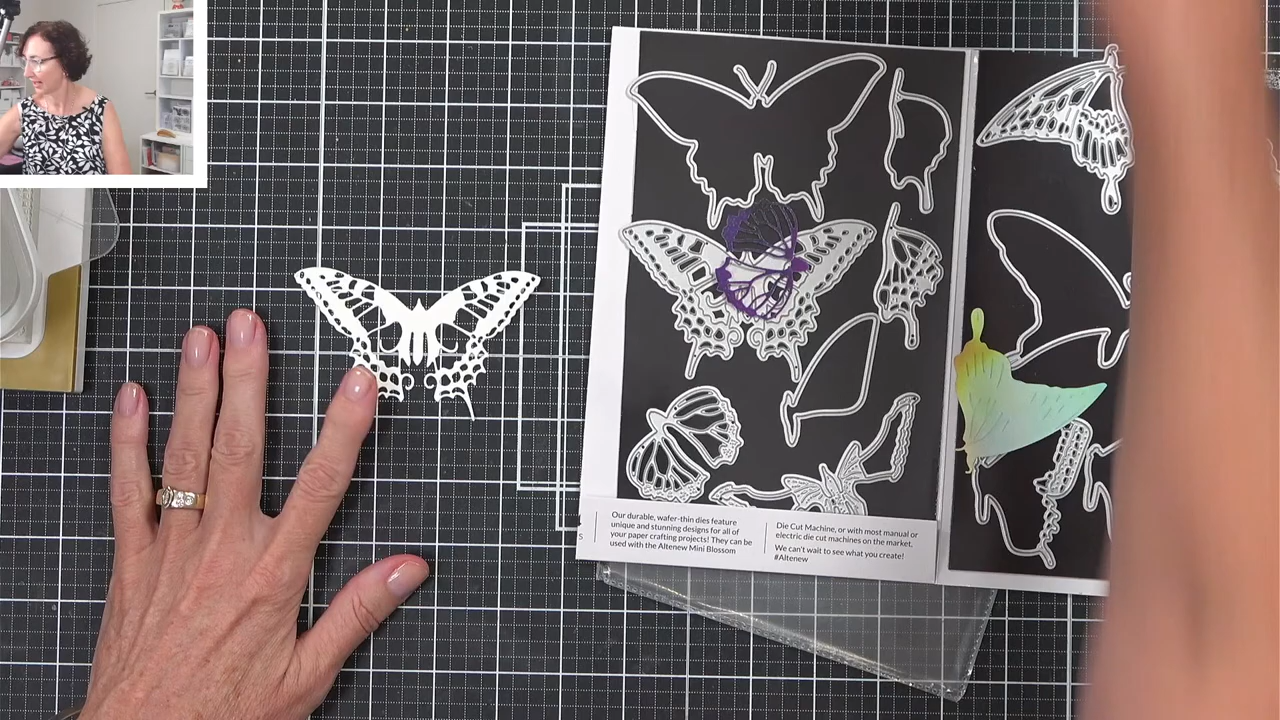 S
Our durable, wafer-thin dies feature
unique and stunning designs for all of
your paper crafting projects! They can be
used with the Altenew Mini Blossom
Die Cut Machine, or with most manual or
electric die cut machines on the market.
We can't wait to see what you create!
#Altenew